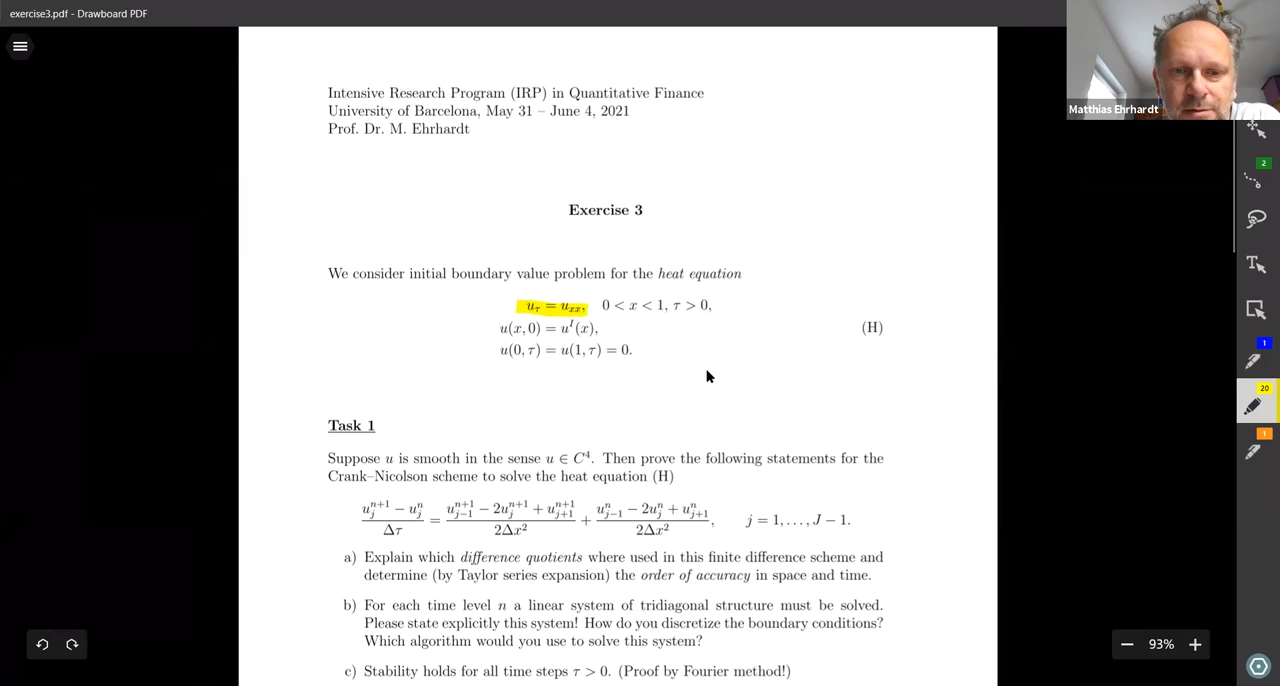 exercise3.pdf - Drawboard PDF
Matthias Ehrhardt
Intensive Research Program (IRP) in Quantitative Finance
University of Barcelona, May 31 – June 4, 2021
Prof. Dr. M. Ehrhardt
Exercise 3
We consider initial boundary value problem for the heat equation
u_τ = u_xx, 0 < x < 1, τ > 0,
u(x, 0) = u^I(x), (H)
u(0, τ) = u(1, τ) = 0.
Task 1
Suppose u is smooth in the sense u ∈ C^4. Then prove the following statements for the
Crank–Nicolson scheme to solve the heat equation (H)
(u_j^{n+1} − u_j^n)/Δτ = (u_{j−1}^{n+1} − 2u_j^{n+1} + u_{j+1}^{n+1})/(2Δx^2) + (u_{j−1}^n − 2u_j^n + u_{j+1}^n)/(2Δx^2), j = 1, . . . , J − 1.
a) Explain which difference quotients where used in this finite difference scheme and
determine (by Taylor series expansion) the order of accuracy in space and time.
b) For each time level n a linear system of tridiagonal structure must be solved.
Please state explicitly this system! How do you discretize the boundary conditions?
Which algorithm would you use to solve this system?
c) Stability holds for all time steps τ > 0. (Proof by Fourier method!)
2
1
20
1
93%